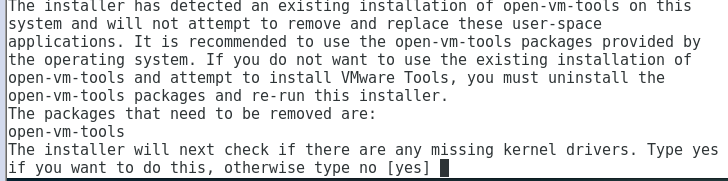 The installer has detected an existing installation of open-vm-tools on this
system and will not attempt to remove and replace these user-space
applications. It is recommended to use the open-vm-tools packages provided by
the operating system. If you do not want to use the existing installation of
open-vm-tools and attempt to install VMware Tools, you must uninstall the
open-vm-tools packages and re-run this installer.
The packages that need to be removed are:
open-vm-tools
The installer will next check if there are any missing kernel drivers. Type yes
if you want to do this, otherwise type no [yes]